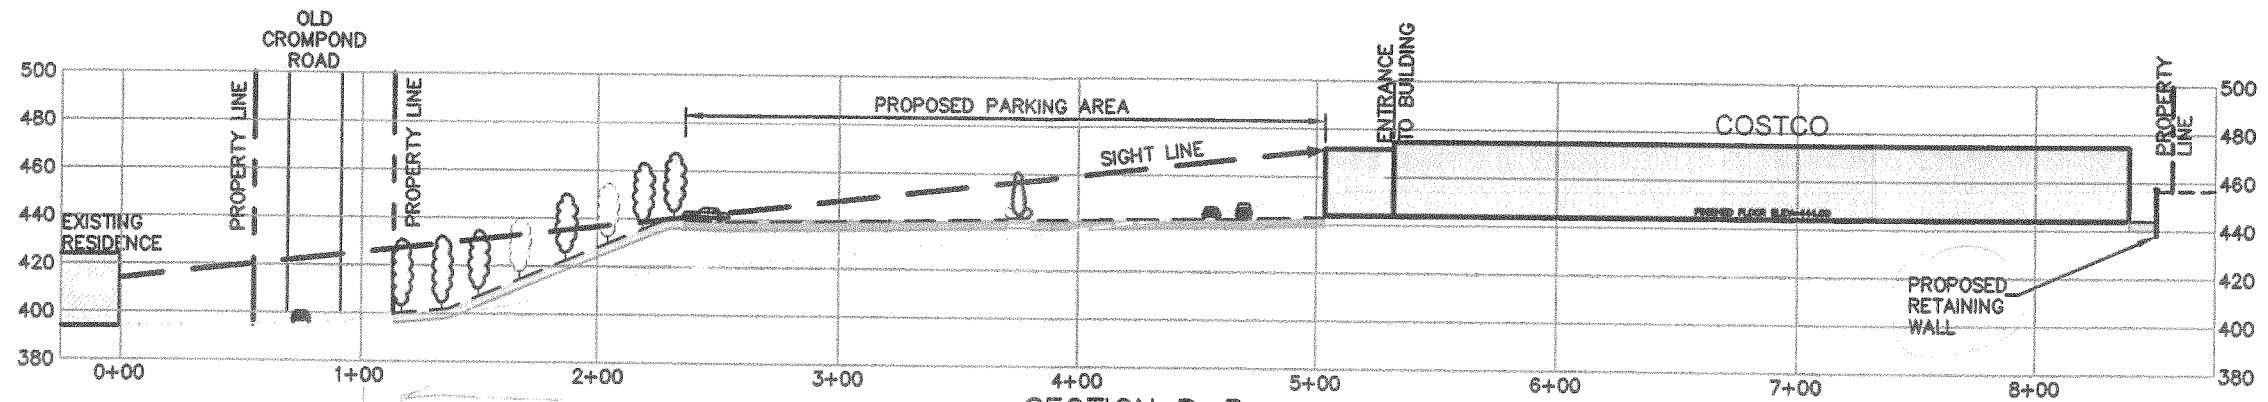 OLD
CROMPOND
ROAD
PROPERTY LINE
PROPERTY LINE
PROPOSED PARKING AREA
SIGHT LINE
ENTRANCE
TO BUILDING
COSTCO
PROPERTY
LINE
500
480
460
440
420
400
380
EXISTING
RESIDENCE
FINISHED FLOOR
PROPOSED
RETAINING
WALL
500
480
460
440
420
400
380
0+00
1+00
2+00
3+00
4+00
5+00
6+00
7+00
8+00